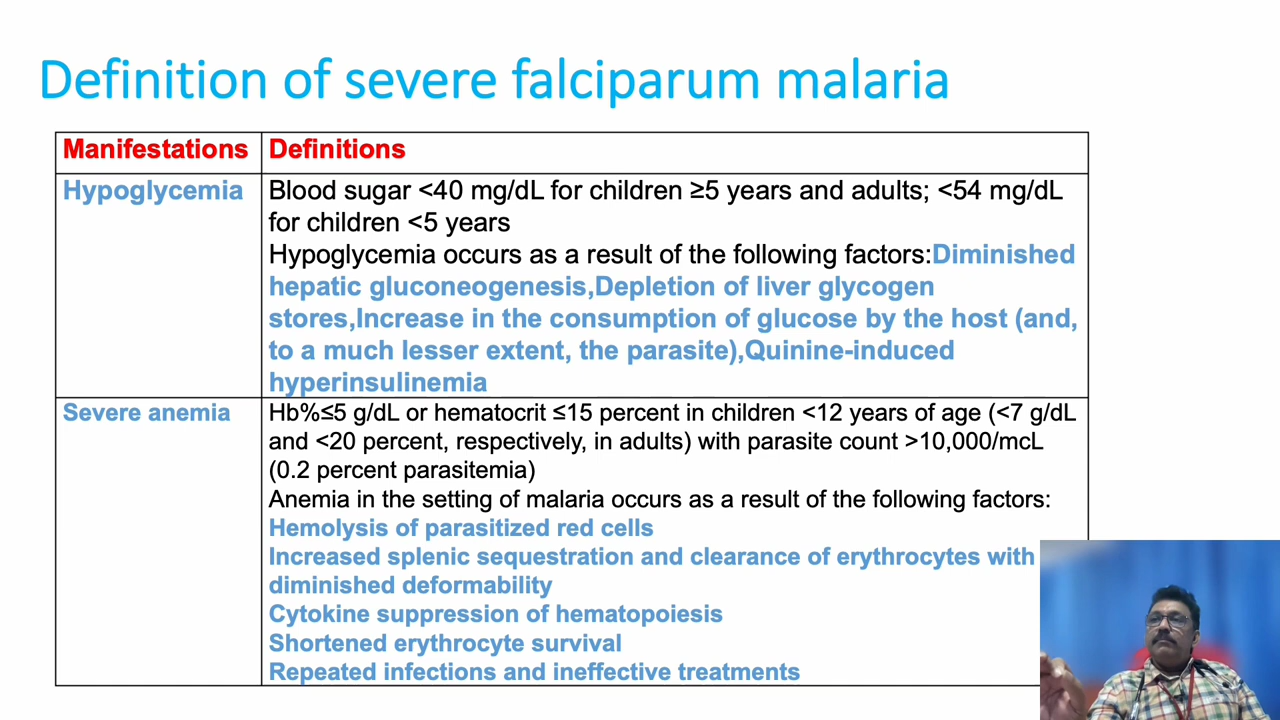 Definition of severe falciparum malaria
Manifestations
Definitions
Hypoglycemia
Blood sugar <40 mg/dL for children ≥5 years and adults; <54 mg/dL
for children <5 years
Hypoglycemia occurs as a result of the following factors:Diminished
hepatic gluconeogenesis,Depletion of liver glycogen
stores,Increase in the consumption of glucose by the host (and,
to a much lesser extent, the parasite),Quinine-induced
hyperinsulinemia
Severe anemia
Hb%≤5 g/dL or hematocrit ≤15 percent in children <12 years of age (<7 g/dL
and <20 percent, respectively, in adults) with parasite count >10,000/mcL
(0.2 percent parasitemia)
Anemia in the setting of malaria occurs as a result of the following factors:
Hemolysis of parasitized red cells
Increased splenic sequestration and clearance of erythrocytes with
diminished deformability
Cytokine suppression of hematopoiesis
Shortened erythrocyte survival
Repeated infections and ineffective treatments